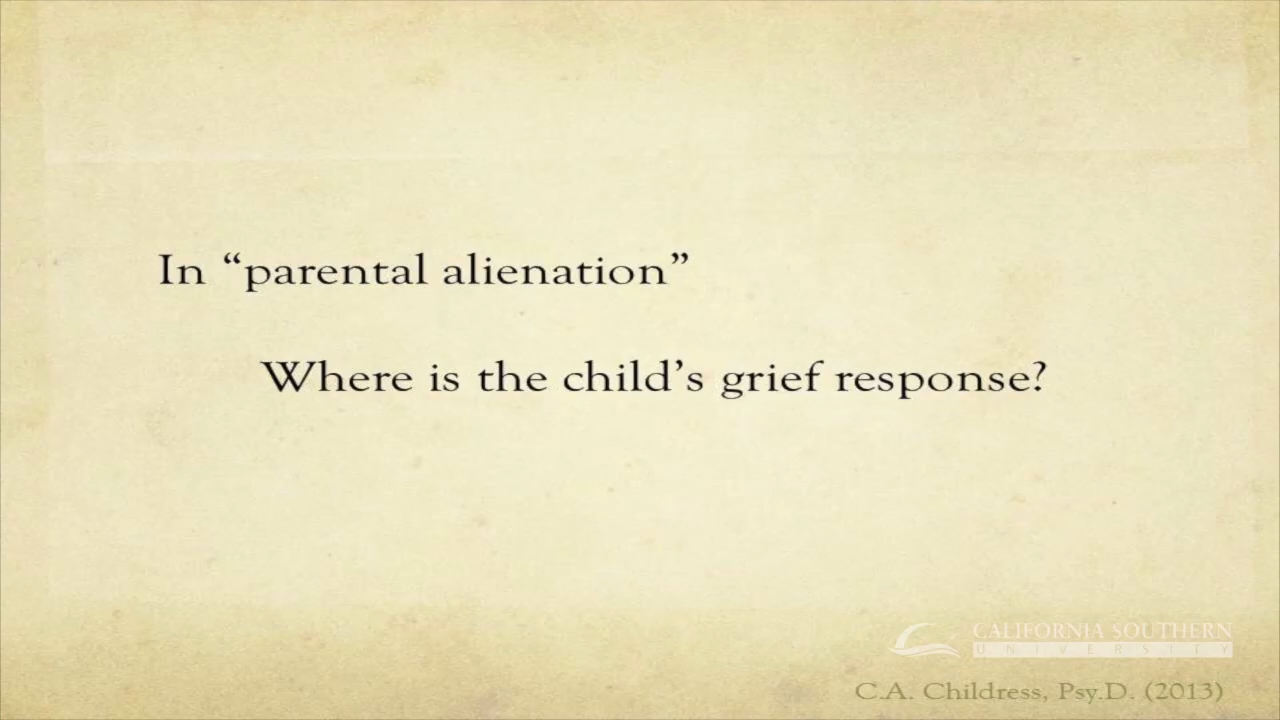 In “parental alienation”
Where is the child’s grief response?
CALIFORNIA SOUTHERN
UNIVERSITY
C.A. Childress, Psy.D. (2013)